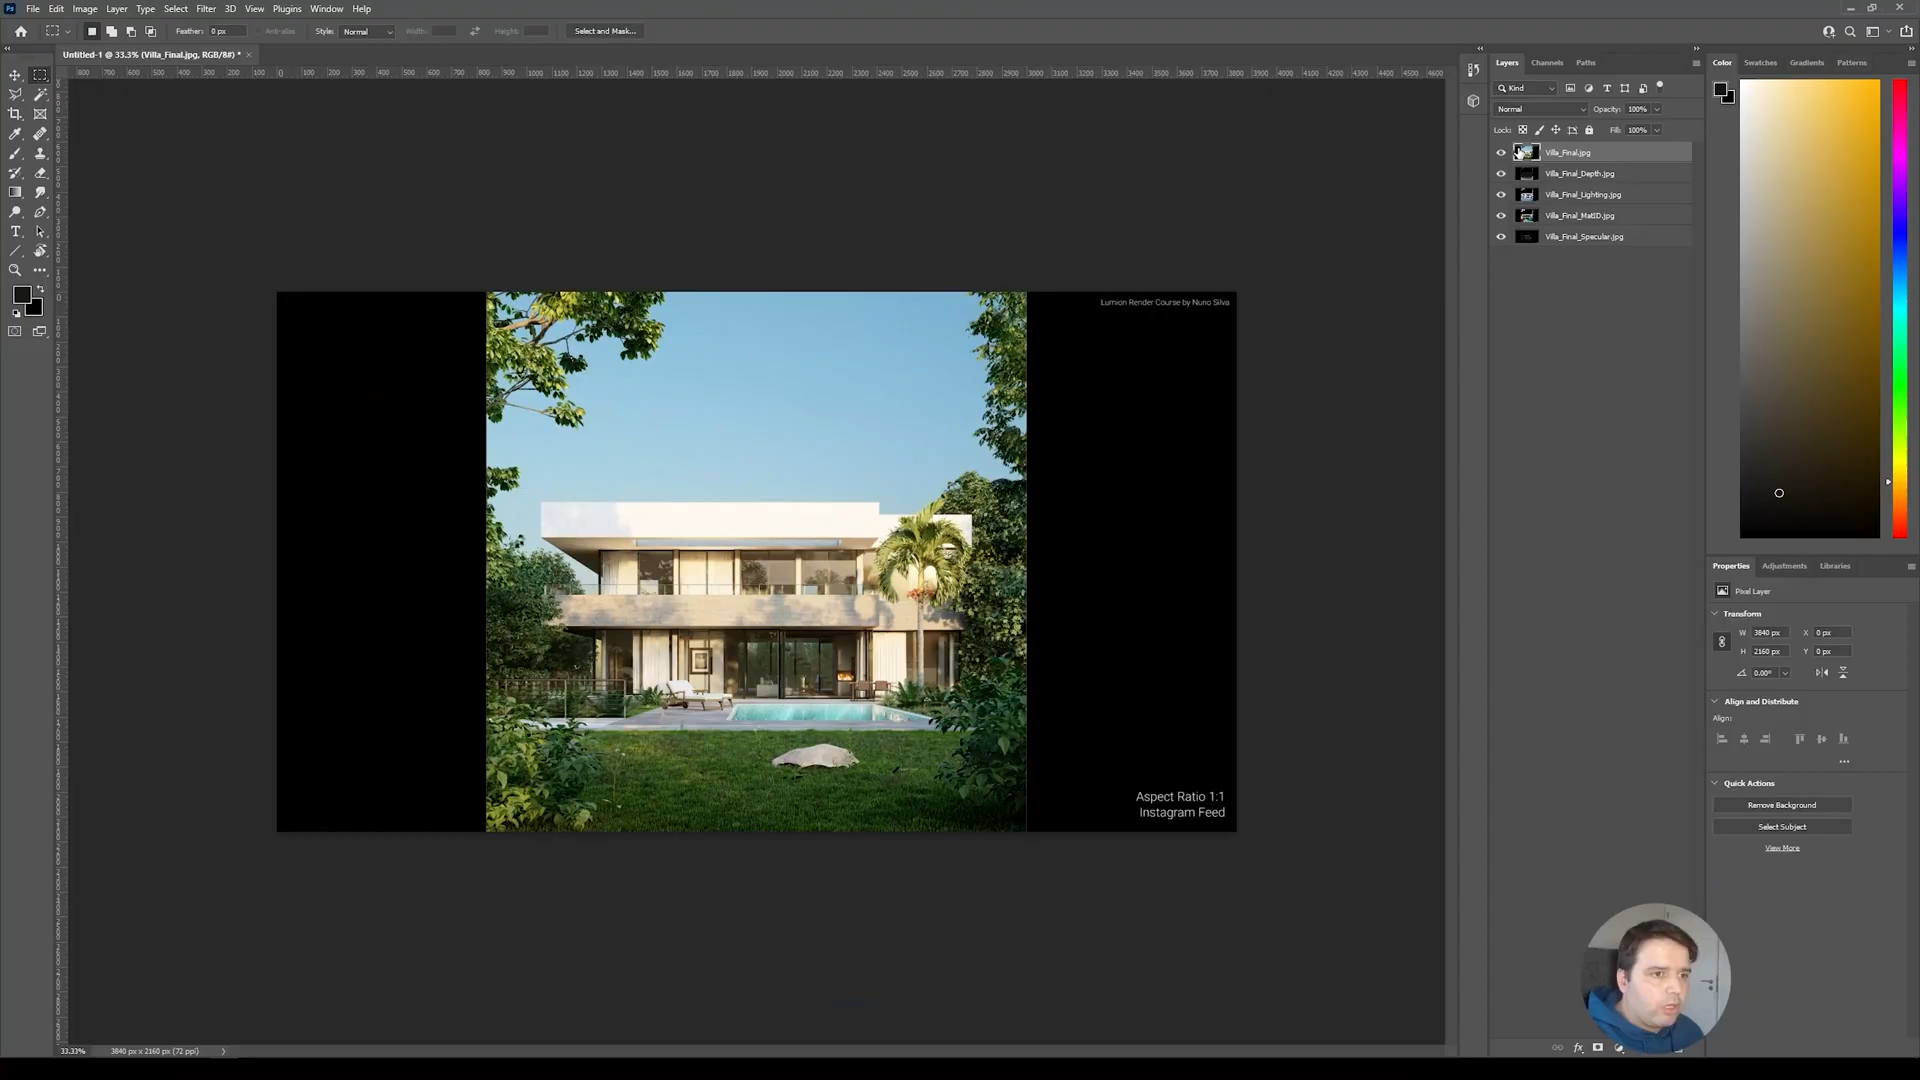 Ps File Edit Image Layer Type Select Filter 3D View Plugins Window Help
Feather: 0 px Anti-alias Style: Normal Width: Height: Select and Mask...
Untitled-1 @ 33.3% (Villa_Final.jpg, RGB/8#) *
Layers Channels Paths
Color Swatches Gradients Patterns
Kind
Normal Opacity: 100%
Lock: Fill: 100%
Villa_Final.jpg
Villa_Final_Depth.jpg
Villa_Final_Lighting.jpg
Villa_Final_MatID.jpg
Villa_Final_Specular.jpg
Lumion Render Course by Nuno Silva
Aspect Ratio 1:1
Instagram Feed
Properties Adjustments Libraries
Pixel Layer
Transform
W 3840 px X 0 px
H 2160 px Y 0 px
0.00°
Align and Distribute
Align:
Quick Actions
Remove Background
Select Subject
View More
33.33% 3840 px x 2160 px (72 ppi)